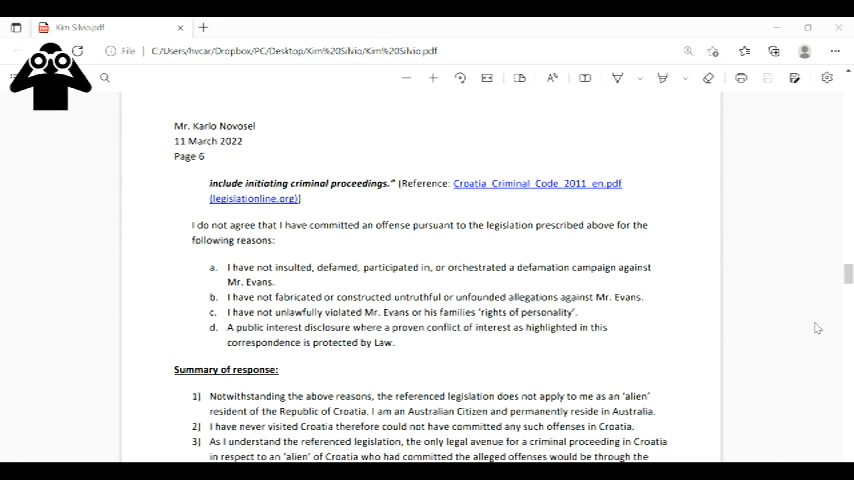 Kim Silvio.pdf
File
C:/Users/hvcar/Dropbox/PC/Desktop/Kim%20Silvio/Kim%20Silvio.pdf
Mr. Karlo Novosel
11 March 2022
Page 6
include initiating criminal proceedings." (Reference: Croatia_Criminal_Code_2011_en.pdf
(legislationline.org))
I do not agree that I have committed an offense pursuant to the legislation prescribed above for the
following reasons:
a. I have not insulted, defamed, participated in, or orchestrated a defamation campaign against
Mr. Evans.
b. I have not fabricated or constructed untruthful or unfounded allegations against Mr. Evans.
c. I have not unlawfully violated Mr. Evans or his families 'rights of personality'.
d. A public interest disclosure where a proven conflict of interest as highlighted in this
correspondence is protected by Law.
Summary of response:
1) Notwithstanding the above reasons, the referenced legislation does not apply to me as an 'alien'
resident of the Republic of Croatia. I am an Australian Citizen and permanently reside in Australia.
2) I have never visited Croatia therefore could not have committed any such offenses in Croatia.
3) As I understand the referenced legislation, the only legal avenue for a criminal proceeding in Croatia
in respect to an 'alien' of Croatia who had committed the alleged offenses would be through the